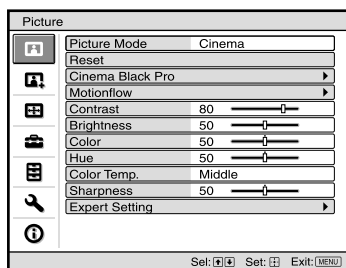 Picture
Picture Mode Cinema
Reset
Cinema Black Pro
Motionflow
Contrast 80
Brightness 50
Color 50
Hue 50
Color Temp. Middle
Sharpness 50
Expert Setting
Sel: Set: Exit: MENU